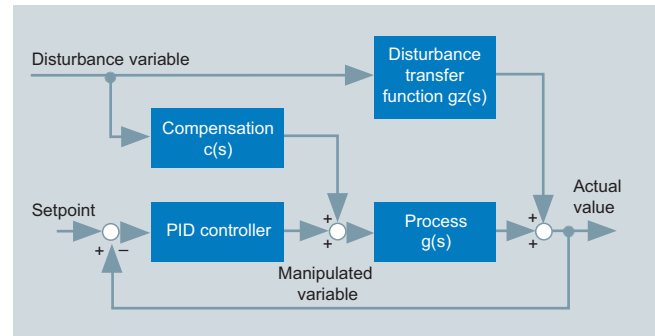 Disturbance variable
Disturbance
transfer
function gz(s)
Compensation
c(s)
Setpoint
+
−
PID controller
+
+
Manipulated
variable
Process
g(s)
+
+
Actual
value